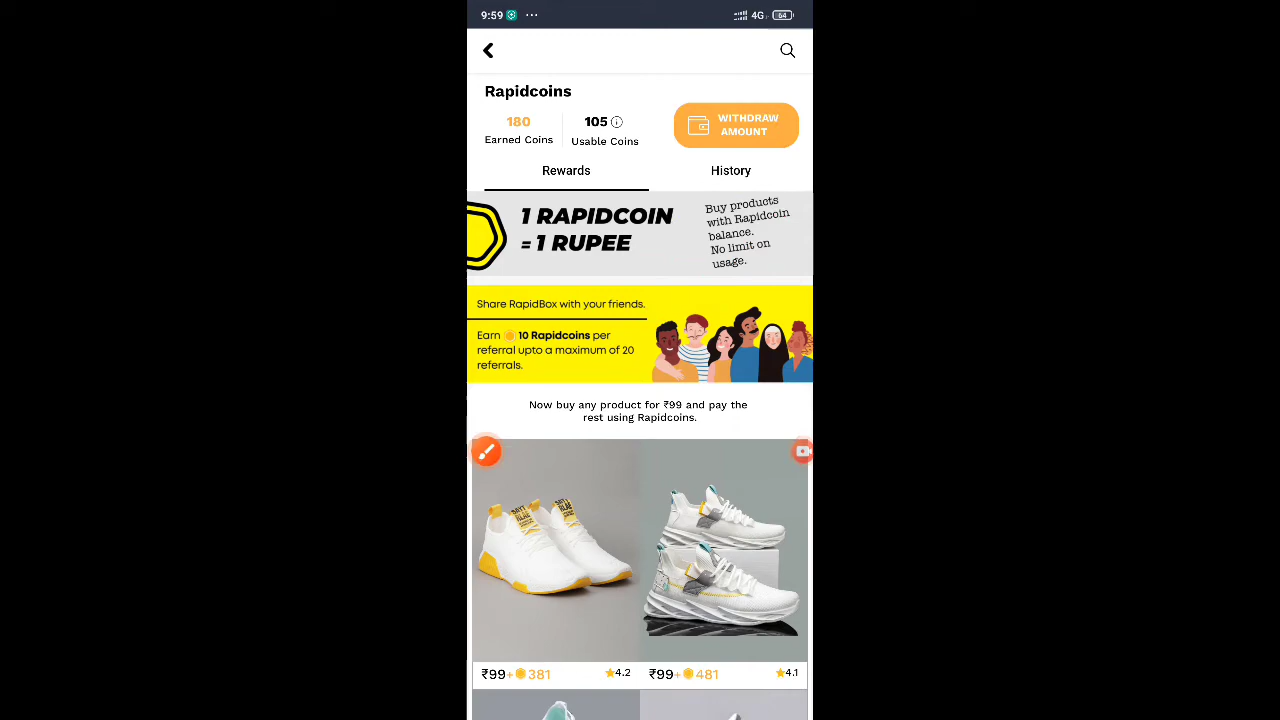 9:59
4G
64
Rapidcoins
180
Earned Coins
105
Usable Coins
WITHDRAW
AMOUNT
Rewards
History
1 RAPIDCOIN
= 1 RUPEE
Buy products
with Rapidcoin
balance.
No limit on
usage.
Share RapidBox with your friends.
Earn 10 Rapidcoins per
referral upto a maximum of 20
referrals.
Now buy any product for ₹99 and pay the
rest using Rapidcoins.
₹99+ 381
4.2
₹99+ 481
4.1